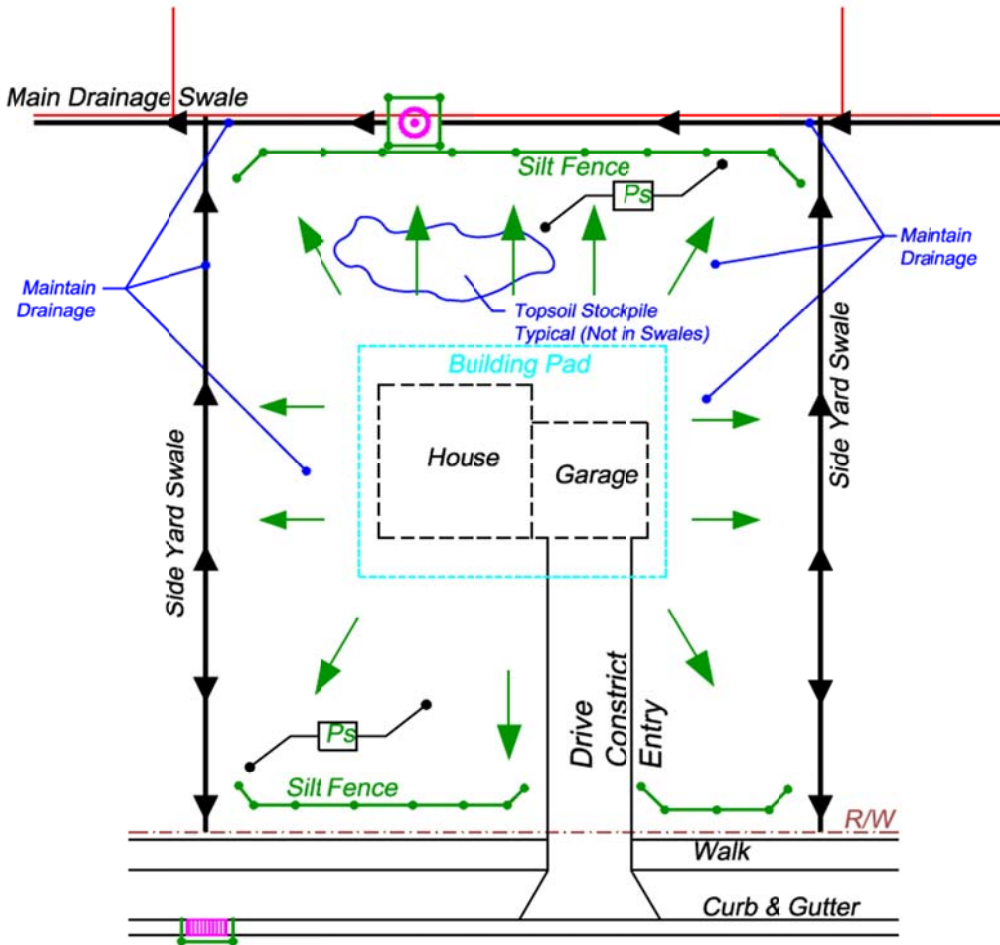 Main Drainage Swale
Silt Fence
Ps
Maintain
Drainage
Maintain
Drainage
Topsoil Stockpile
Typical (Not in Swales)
Building Pad
House
Garage
Side Yard Swale
Side Yard Swale
Drive
Constrict
Entry
Ps
Silt Fence
R/W
Walk
Curb & Gutter